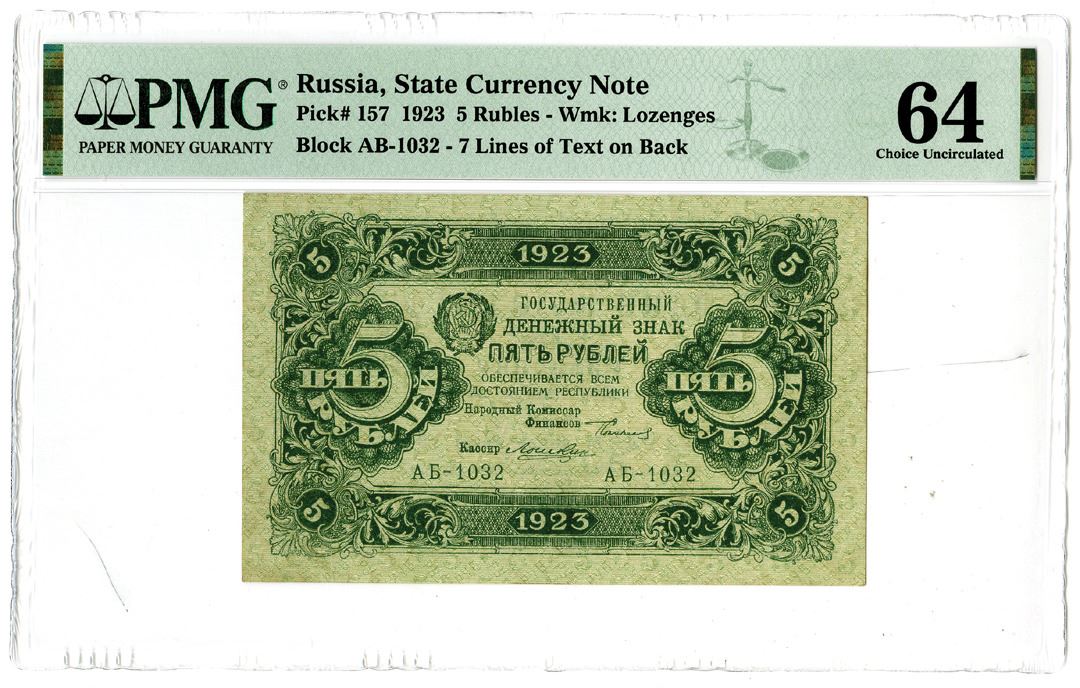 PMG®
PAPER MONEY GUARANTY
Russia, State Currency Note
Pick# 157 1923 5 Rubles - Wmk: Lozenges
Block AB-1032 - 7 Lines of Text on Back
64
Choice Uncirculated
5 1923 5
ГОСУДАРСТВЕННЫЙ
ДЕНЕЖНЫЙ ЗНАК
ПЯТЬ РУБЛЕЙ
5 ПЯТЬ РУБЛЕЙ
5 ПЯТЬ РУБЛЕЙ
ОБЕСПЕЧИВАЕТСЯ ВСЕМ
ДОСТОЯНИЕМ РЕСПУБЛИКИ
Народный Комиссар
Финансов
Кассир
АБ-1032 АБ-1032
5 1923 5